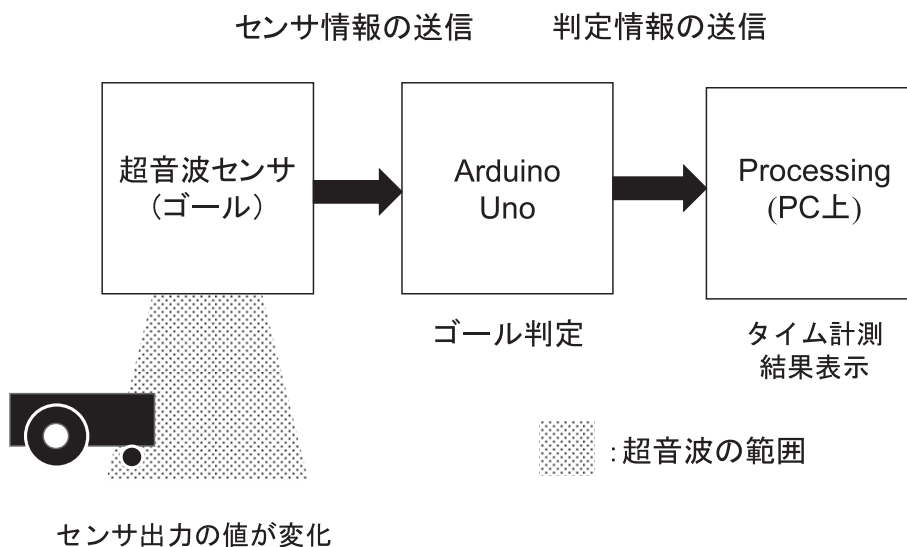 センサ情報の送信
判定情報の送信
超音波センサ
(ゴール)
Arduino
Uno
Processing
(PC上)
ゴール判定
タイム計測
結果表示
:超音波の範囲
センサ出力の値が変化